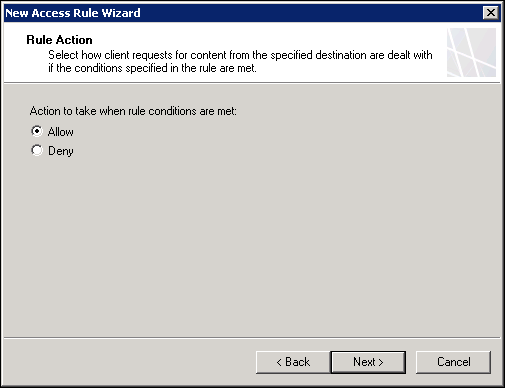 New Access Rule Wizard
Rule Action
Select how client requests for content from the specified destination are dealt with
if the conditions specified in the rule are met.
Action to take when rule conditions are met:
Allow
Deny
< Back
Next >
Cancel